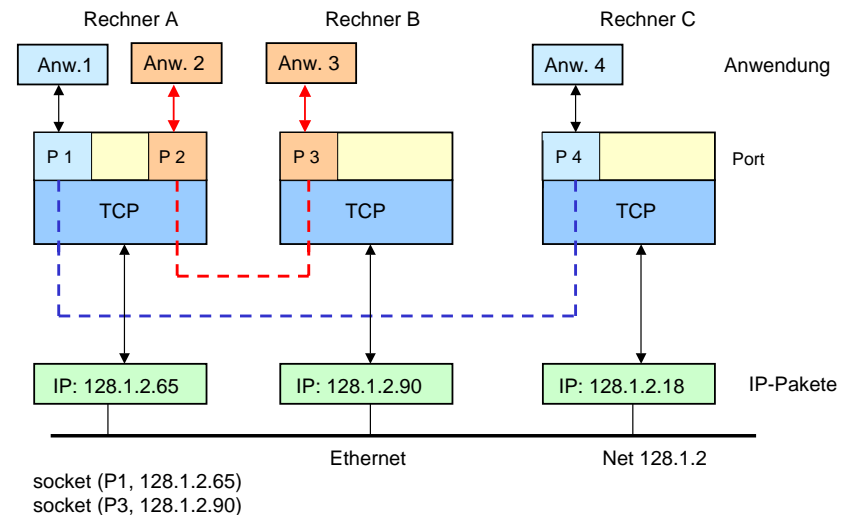 Rechner A
Rechner B
Rechner C
Anw.1
Anw. 2
Anw. 3
Anw. 4
Anwendung
P 1
P 2
P 3
P 4
Port
TCP
TCP
TCP
IP: 128.1.2.65
IP: 128.1.2.90
IP: 128.1.2.18
IP-Pakete
Ethernet
Net 128.1.2
socket (P1, 128.1.2.65)
socket (P3, 128.1.2.90)